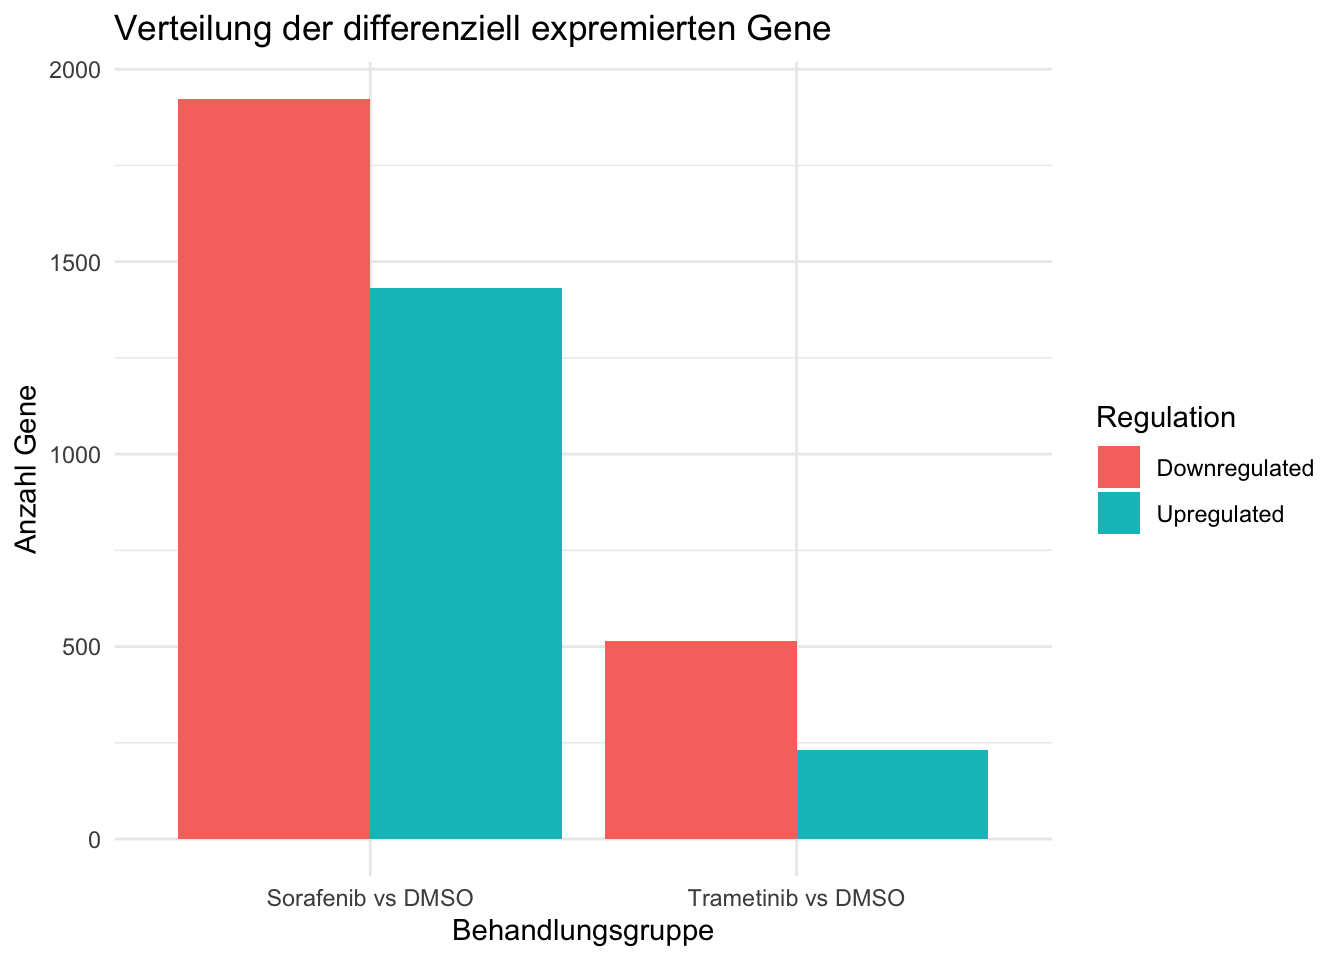 Verteilung der differenziell expremierten Gene
2000
1500
1000
500
0
Anzahl Gene
Sorafenib vs DMSO
Trametinib vs DMSO
Behandlungsgruppe
Regulation
Downregulated
Upregulated